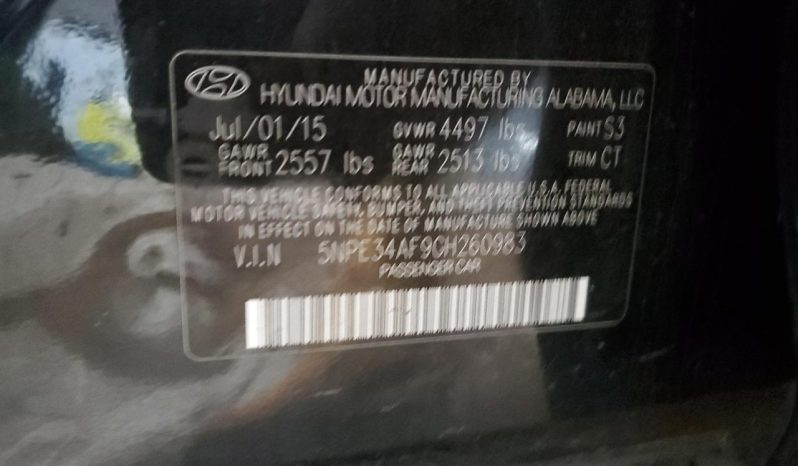 MANUFACTURED BY
HYUNDAI MOTOR MANUFACTURING ALABAMA, LLC
Jul/01/15 GVWR 4497 lbs PAINT S3
GAWR FRONT 2557 lbs GAWR REAR 2513 lbs TRIM CT
THIS VEHICLE CONFORMS TO ALL APPLICABLE U.S.A. FEDERAL
MOTOR VEHICLE SAFETY, BUMPER, AND THEFT PREVENTION STANDARDS
IN EFFECT ON THE DATE OF MANUFACTURE SHOWN ABOVE.
V.I.N 5NPE34AF9GH260983
PASSENGER CAR